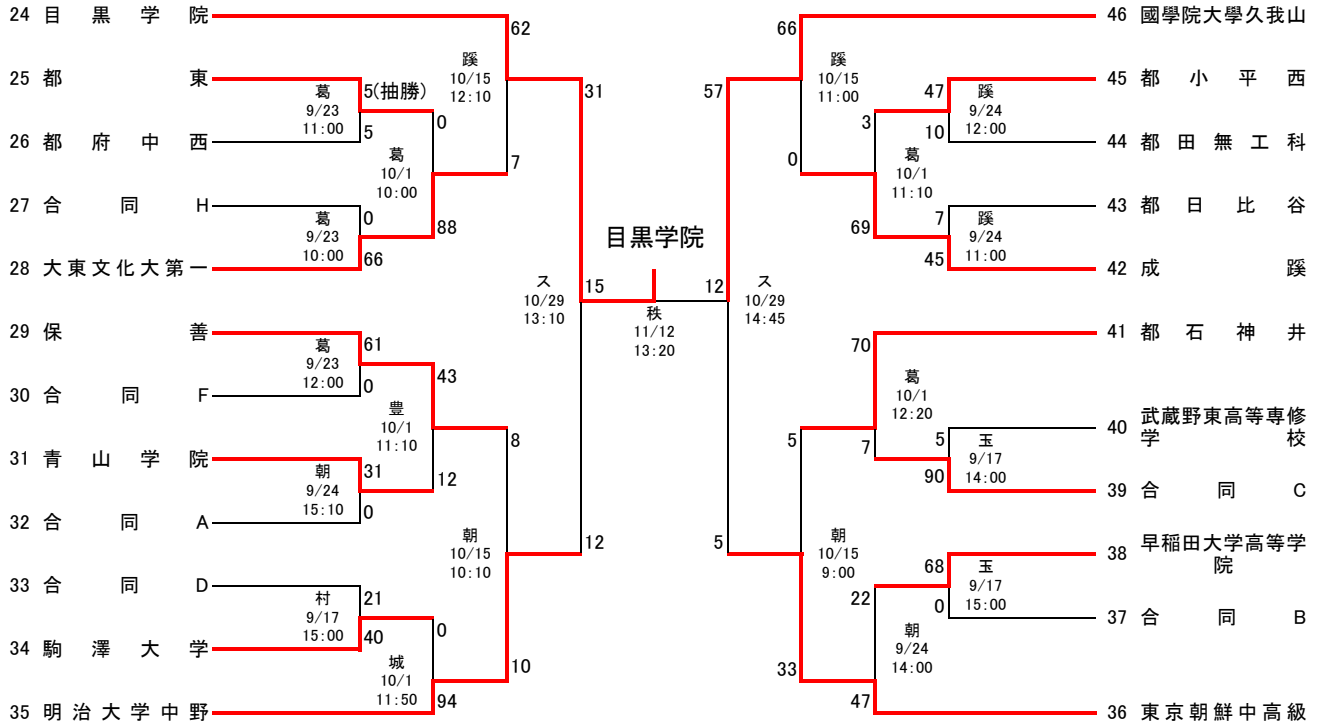 24 目黒学院
62
25 都東
5(抽勝)
葛
9/23
11:00
5
26 都府中西
0
葛
10/1
10:00
88
蹊
10/15
12:10
7
27 合同H
0
葛
9/23
10:00
66
28 大東文化大第一
31
29 保善
61
葛
9/23
12:00
0
30 合同F
43
豊
10/1
11:10
12
31 青山学院
31
朝
9/24
15:10
0
32 合同A
8
朝
10/15
10:10
10
33 合同D
21
村
9/17
15:00
40
34 駒澤大学
0
城
10/1
11:50
94
35 明治大学中野
12
ス
10/29
13:10
15
目黒学院
秩
11/12
13:20
12
ス
10/29
14:45
57
5
66
46 國學院大學久我山
蹊
10/15
11:00
0
47
45 都小平西
蹊
9/24
12:00
10
44 都田無工科
3
葛
10/1
11:10
69
7
43 都日比谷
蹊
9/24
11:00
45
42 成蹊
70
41 都石神井
葛
10/1
12:20
7
5
40 武蔵野東高等専修
学校
玉
9/17
14:00
90
39 合同C
5
朝
10/15
9:00
33
68
38 早稲田大学高等学
院
玉
9/17
15:00
0
37 合同B
22
朝
9/24
14:00
47
36 東京朝鮮中高級